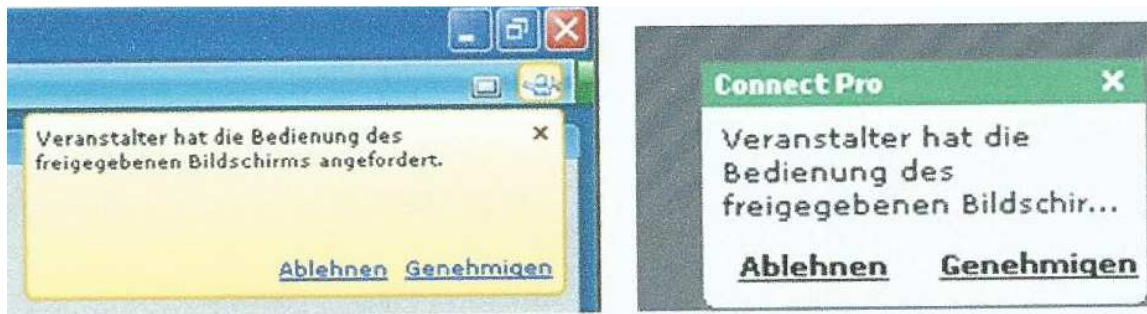 Veranstalter hat die Bedienung des
freigegebenen Bildschirms angefordert.
Ablehnen Genehmigen
Connect Pro
Veranstalter hat die
Bedienung des
freigegebenen Bildschir...
Ablehnen Genehmigen